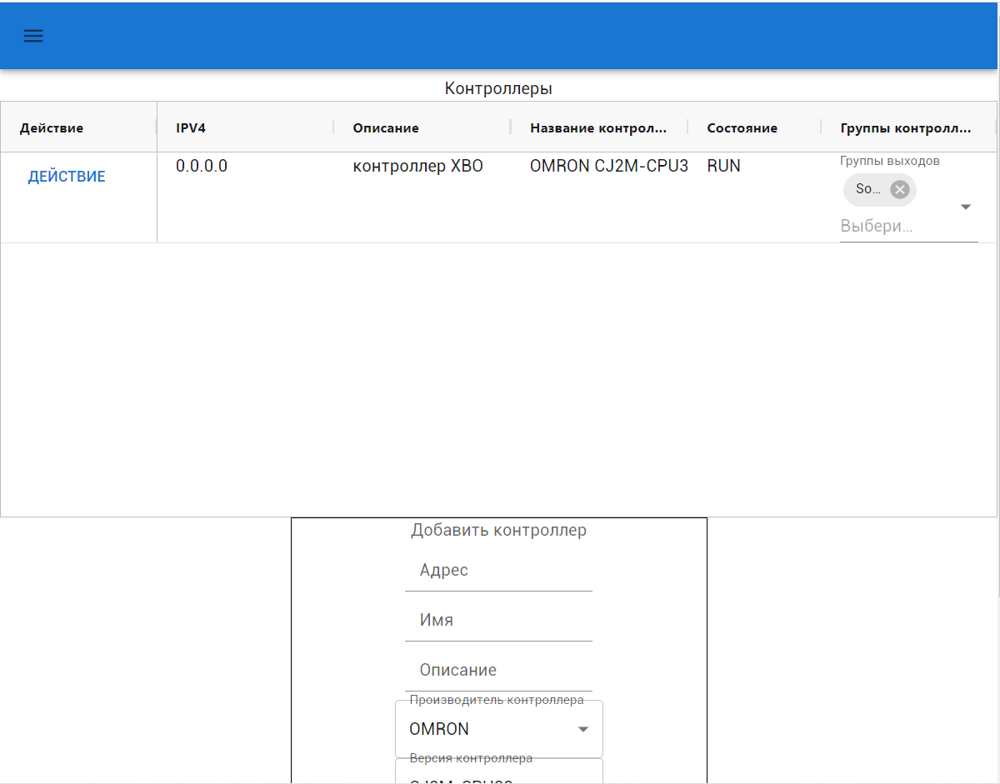 Контроллеры
Действие IPV4 Описание Название контрол... Состояние Группы контролл...
ДЕЙСТВИЕ 0.0.0.0 контроллер ХВО OMRON CJ2M-CPU3 RUN Группы выходов
So...
Выбери...
Добавить контроллер
Адрес
Имя
Описание
Производитель контроллера
OMRON
Версия контроллера